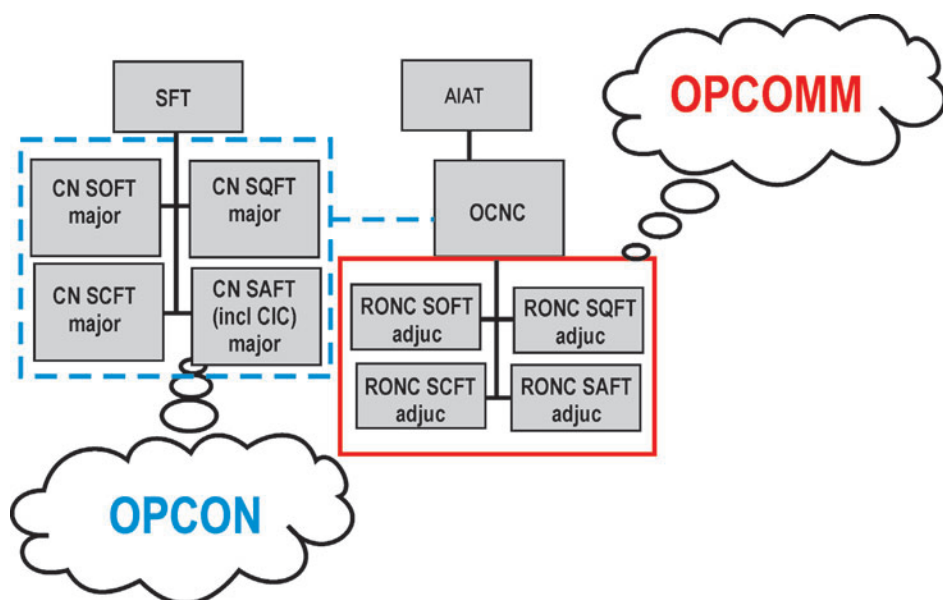 SFT
AIAT
OPCOMM
CN SOFT
major
CN SQFT
major
OCNC
CN SCFT
major
CN SAFT
(incl CIC)
major
RONC SOFT
adjuc
RONC SQFT
adjuc
RONC SCFT
adjuc
RONC SAFT
adjuc
OPCON